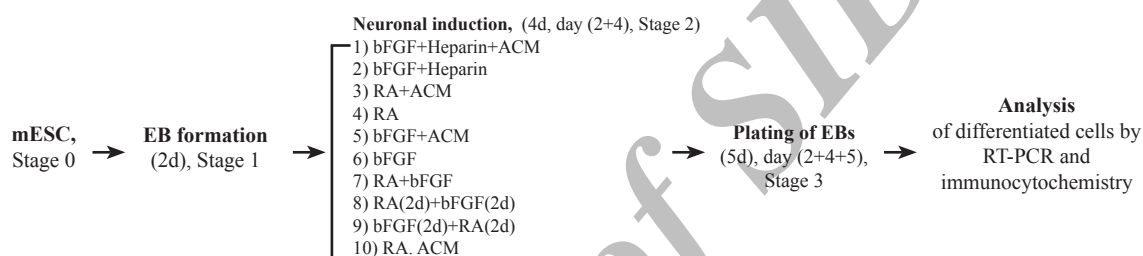 Neuronal induction, (4d, day (2+4), Stage 2)
1) bFGF+Heparin+ACM
2) bFGF+Heparin
3) RA+ACM
4) RA
5) bFGF+ACM
6) bFGF
7) RA+bFGF
8) RA(2d)+bFGF(2d)
9) bFGF(2d)+RA(2d)
10) RA. ACM
mESC,
Stage 0
EB formation
(2d), Stage 1
Plating of EBs
(5d), day (2+4+5),
Stage 3
Analysis
of differentiated cells by
RT-PCR and
immunocytochemistry
of SID